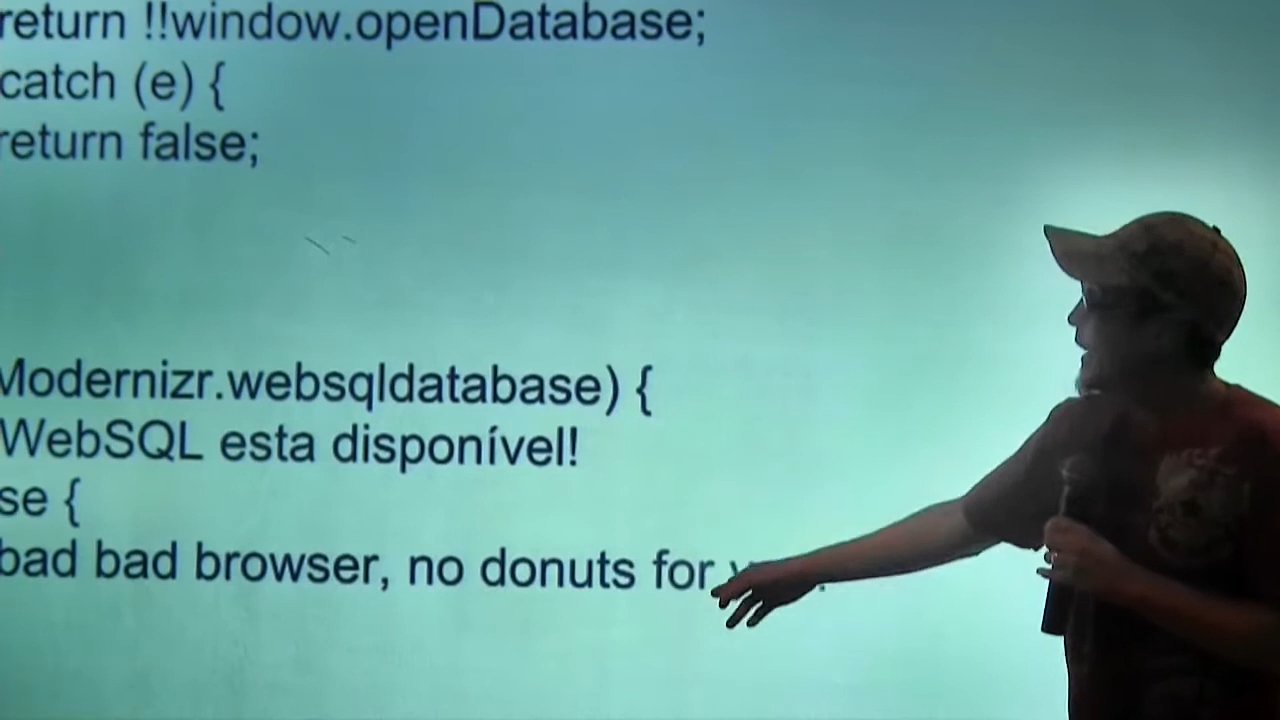 return !!window.openDatabase;
catch (e) {
return false;
Modernizr.websqldatabase) {
WebSQL esta disponível!
se {
bad bad browser, no donuts for